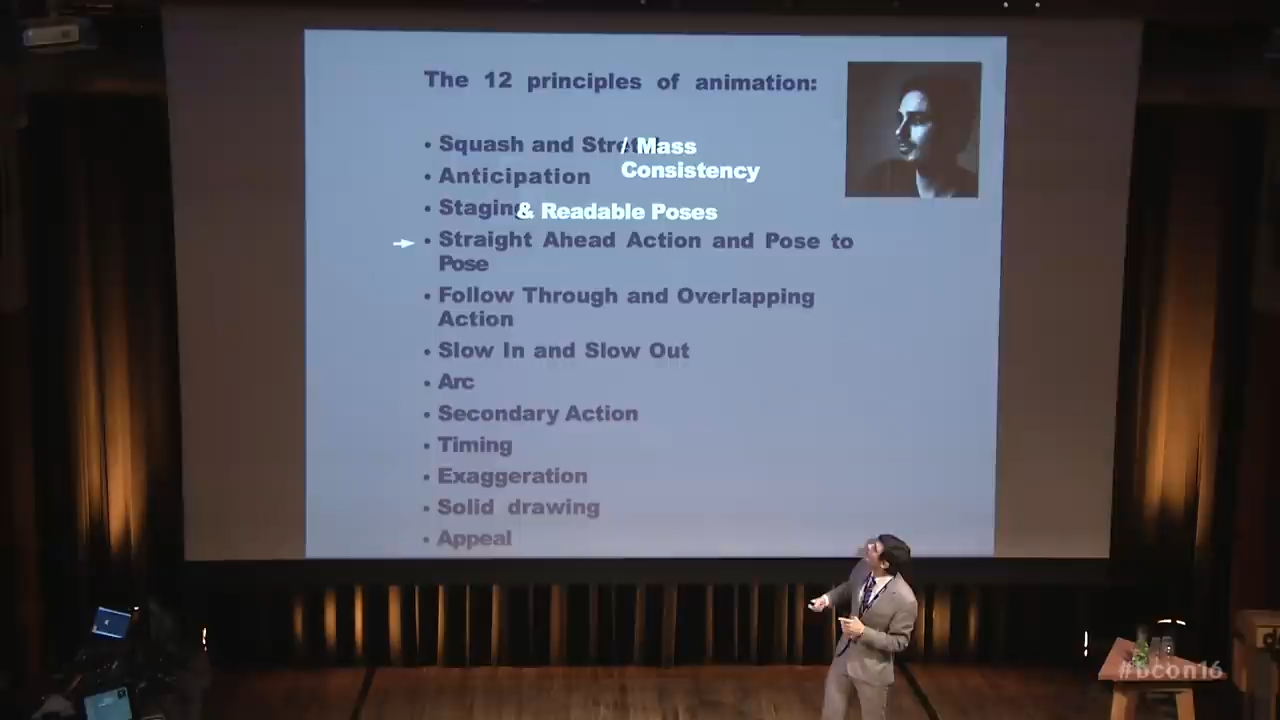 The 12 principles of animation:
• Squash and Stret / Mass
Consistency
• Anticipation
• Staging & Readable Poses
• Straight Ahead Action and Pose to
Pose
• Follow Through and Overlapping
Action
• Slow In and Slow Out
• Arc
• Secondary Action
• Timing
• Exaggeration
• Solid drawing
• Appeal
#bcon16